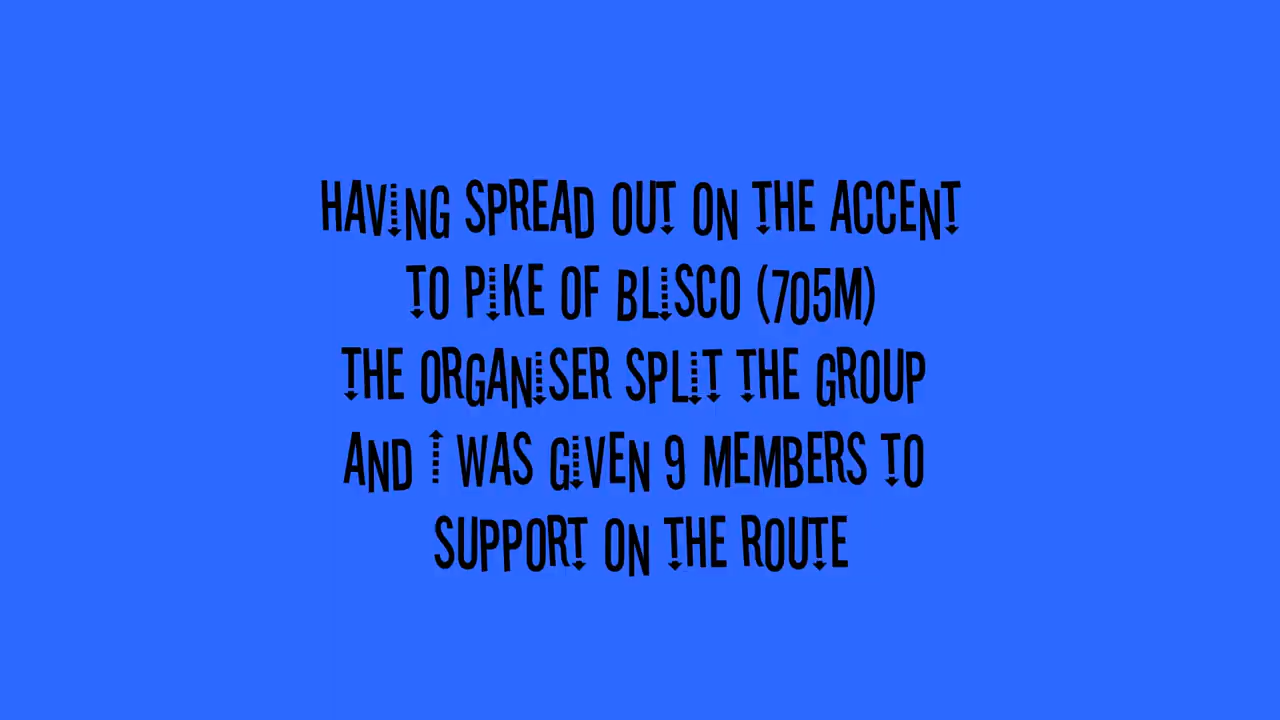 HAVING SPREAD OUT ON THE ACCENT
TO PIKE OF BLISCO (705M)
THE ORGANISER SPLIT THE GROUP
AND I WAS GIVEN 9 MEMBERS TO
SUPPORT ON THE ROUTE